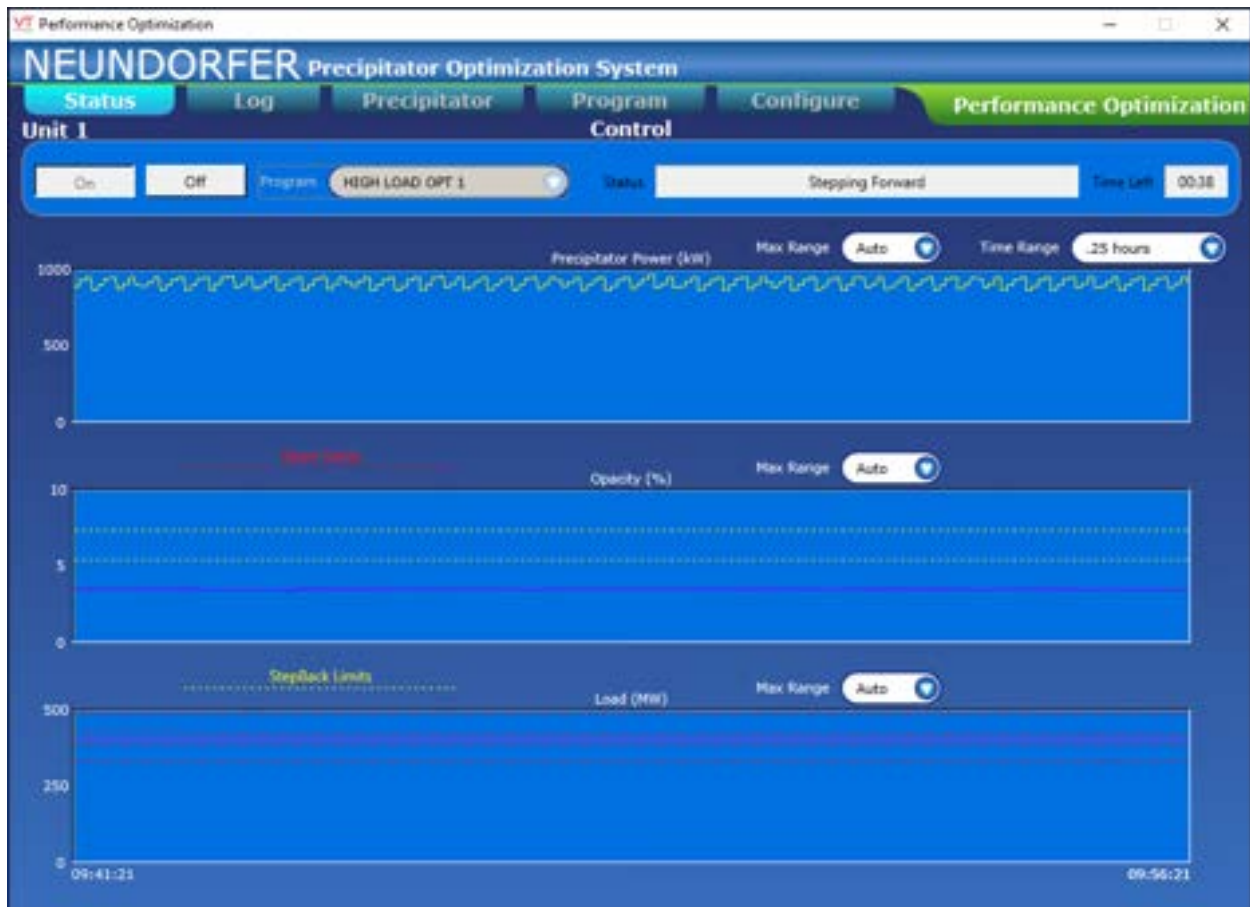 VT Performance Optimization
NEUNDORFER Precipitator Optimization System
Status Log Precipitator Program Configure Performance Optimization
Unit 1 Control
On Off Program HIGH LOAD OPT 1 Status Stepping Forward Time Left 00:38
Precipitator Power (kW) Max Range Auto Time Range .25 hours
1000
500
0
Opacity (%) Max Range Auto
10
5
0
StepBack Limits
Load (MW) Max Range Auto
500
250
0
09:41:21 09:56:21